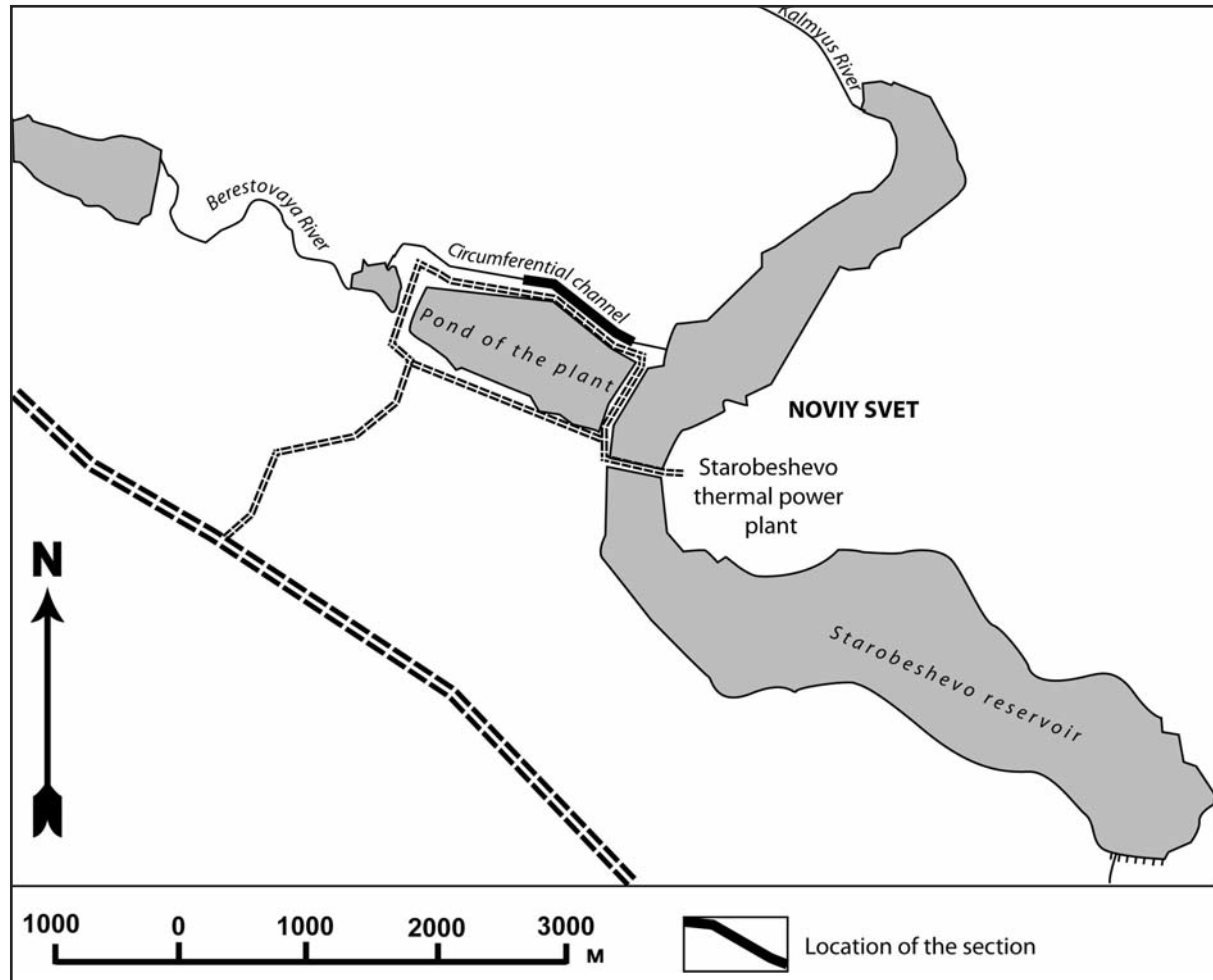 Kalmyus River
Berestovaya River
Circumferential channel
Pond of the plant
NOVIY SVET
Starobeshevo
thermal power
plant
N
Starobeshevo reservoir
1000 0 1000 2000 3000
М
Location of the section